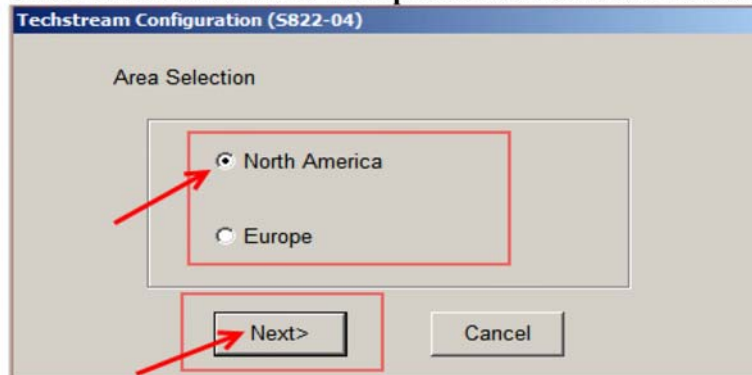 Techstream Configuration (S822-04)
Area Selection
North America
Europe
Next>
Cancel